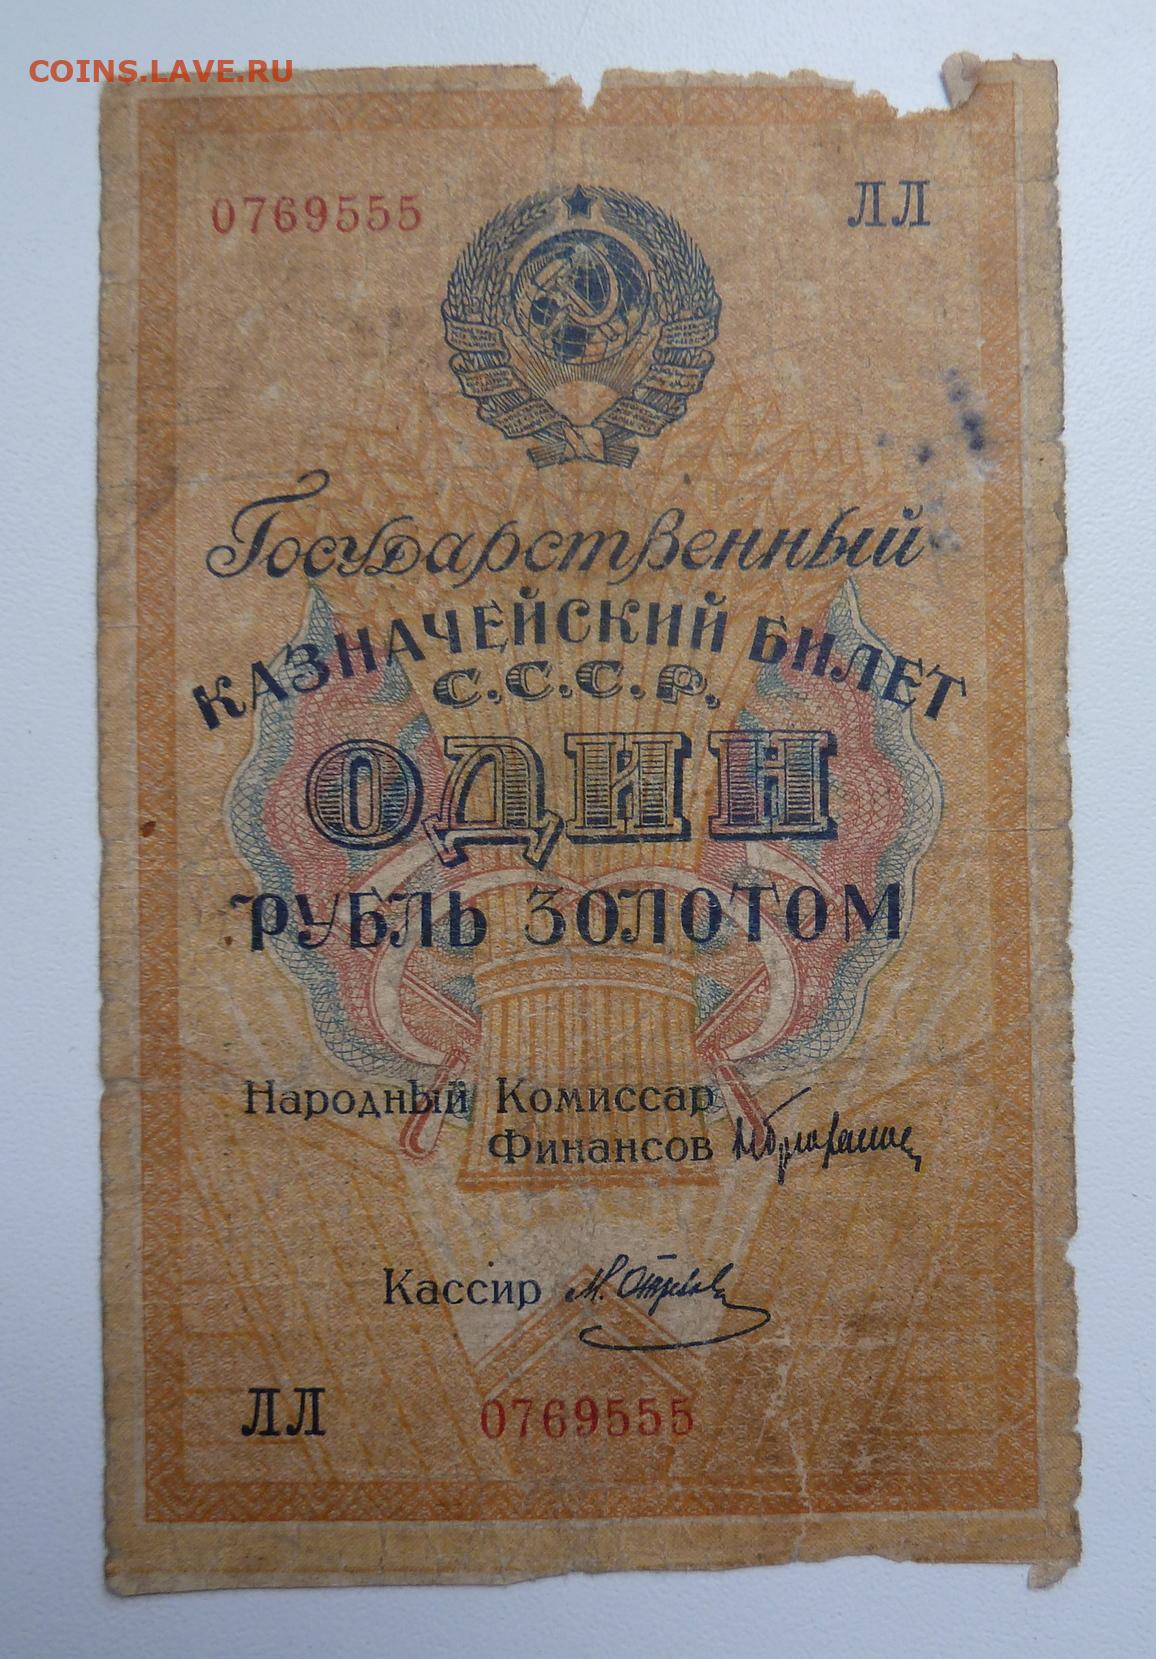 COINS.LAVE.RU
0769555 ЛЛ
Государственный
КАЗНАЧЕЙСКИЙ БИЛЕТ
С.С.С.Р.
ОДИН
РУБЛЬ ЗОЛОТОМ
Народный Комиссар
Финансов
Кассир
ЛЛ 0769555